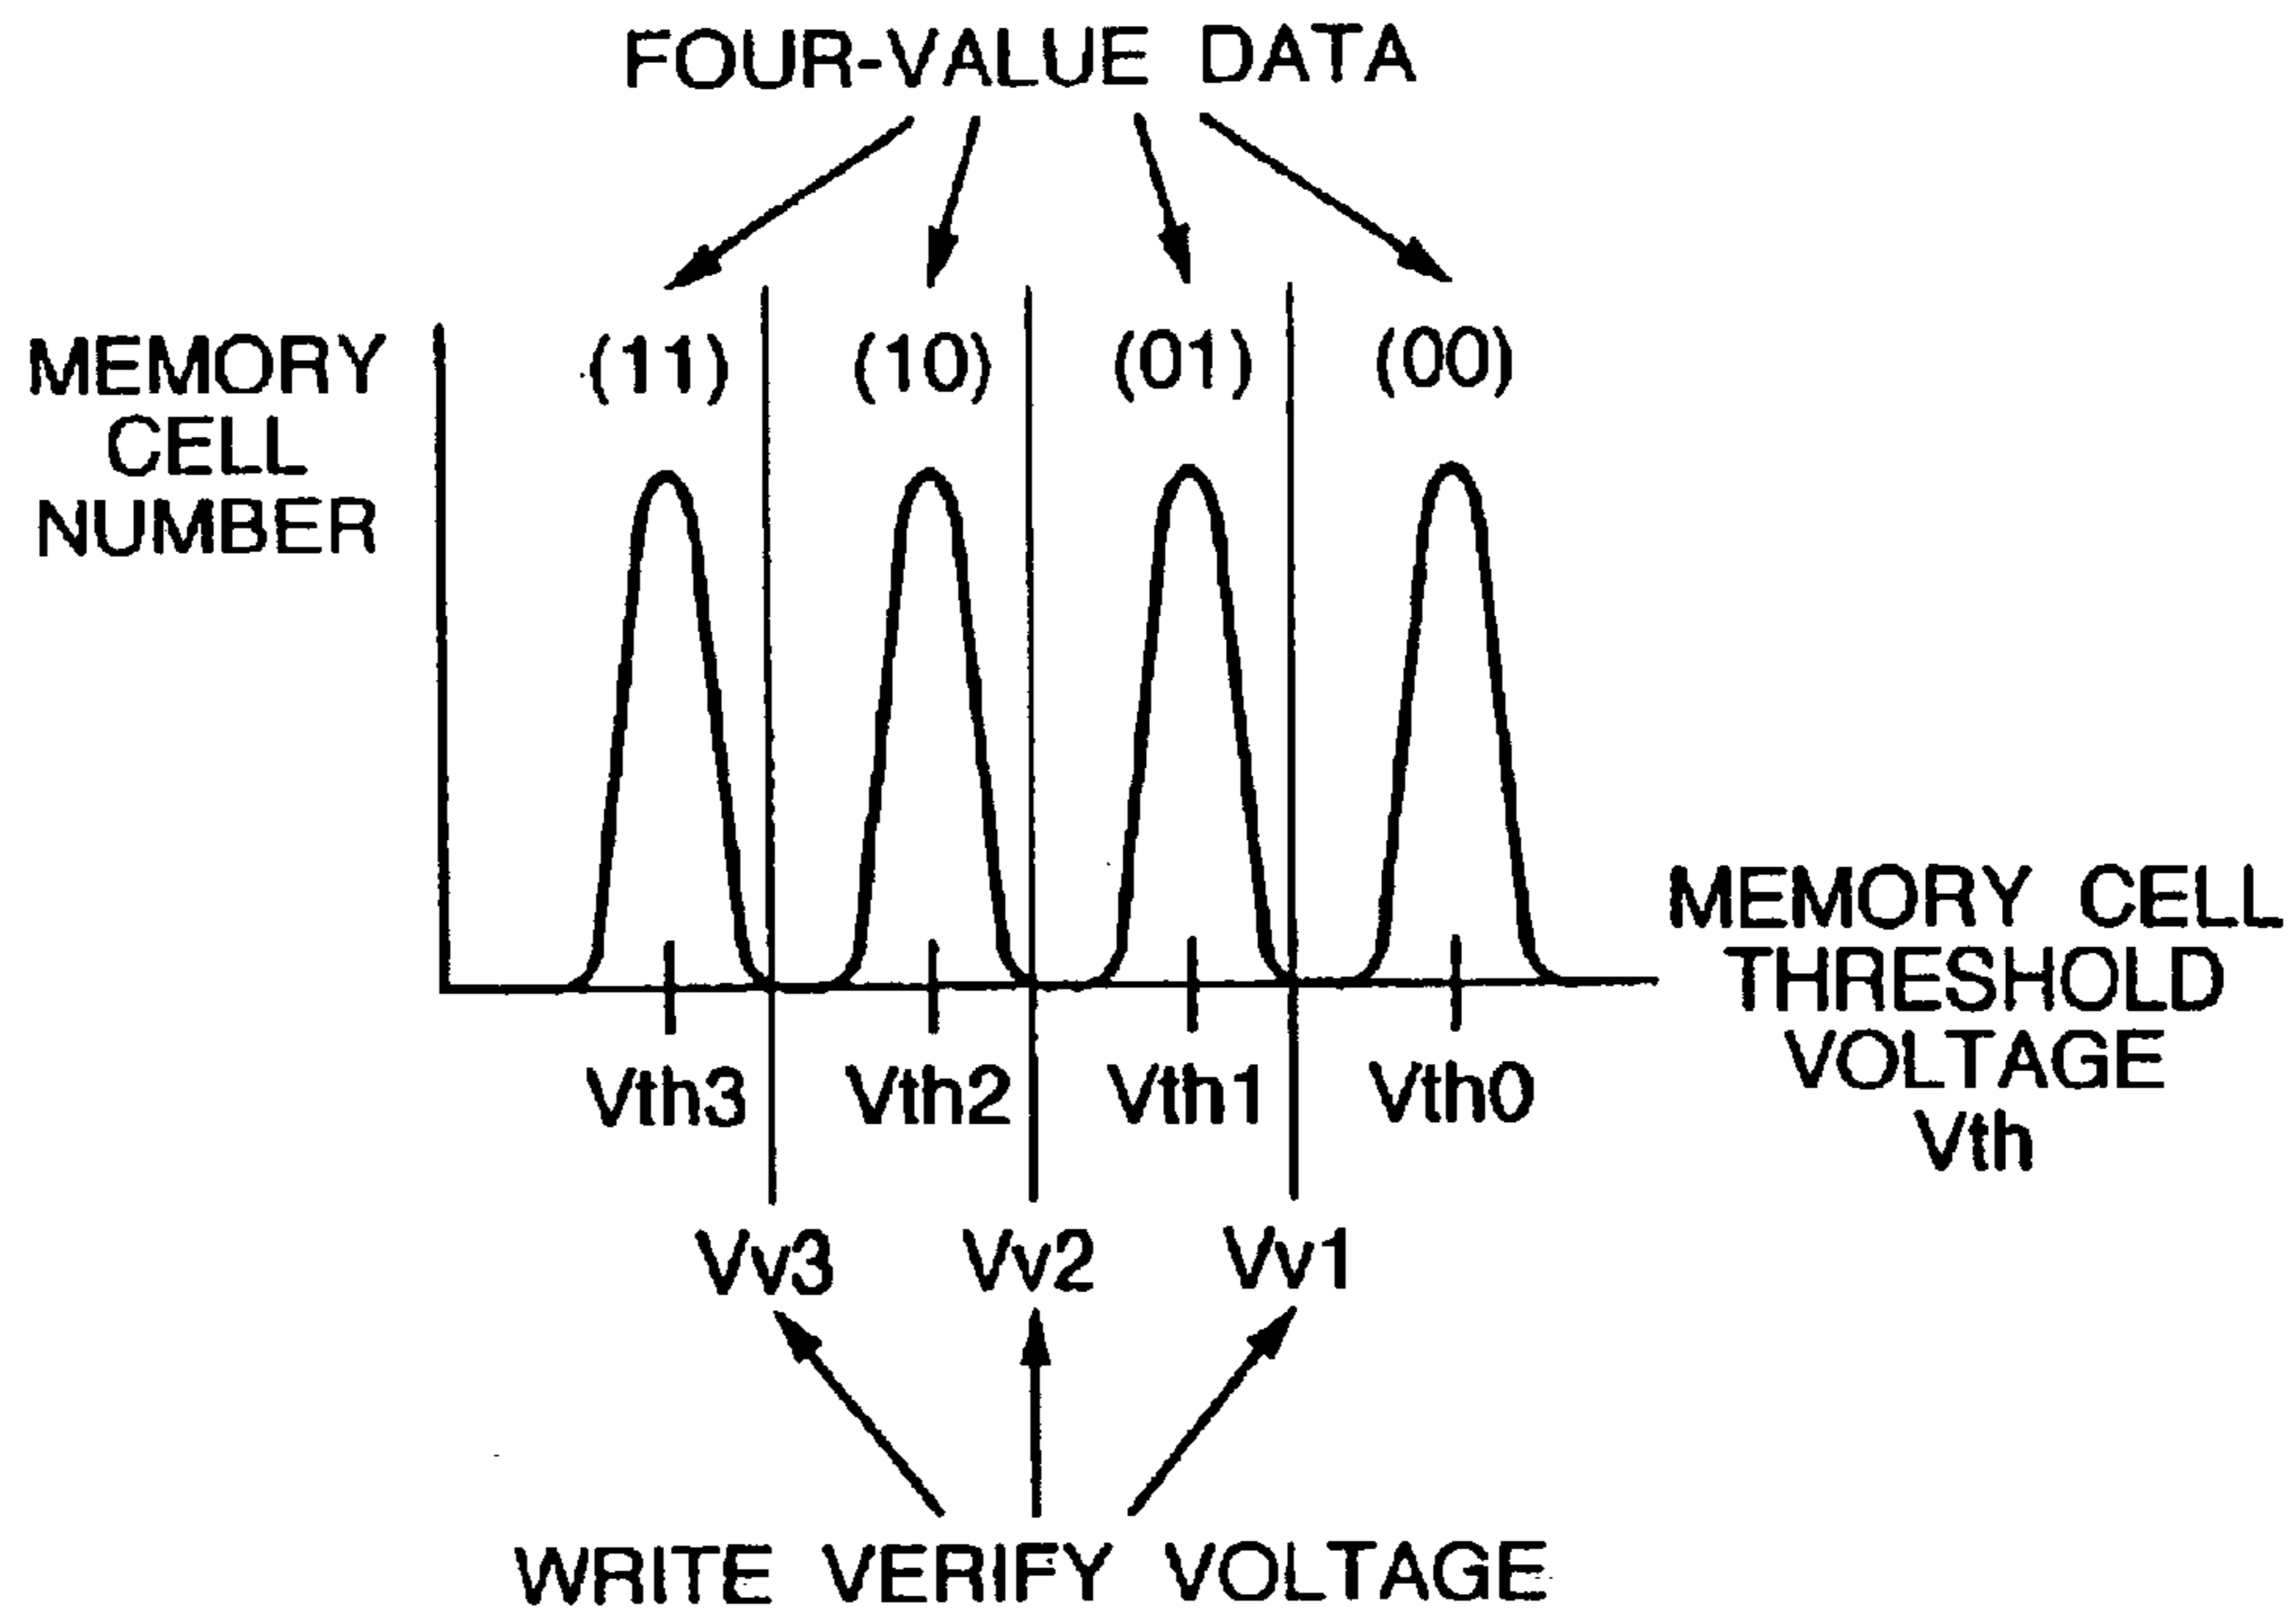 FOUR-VALUE DATA
(11) (10) (01) (00)
MEMORY
CELL
NUMBER
MEMORY CELL
THRESHOLD
VOLTAGE
Vth
Vth3 Vth2 Vth1 Vth0
Vv3 Vv2 Vv1
WRITE VERIFY VOLTAGE